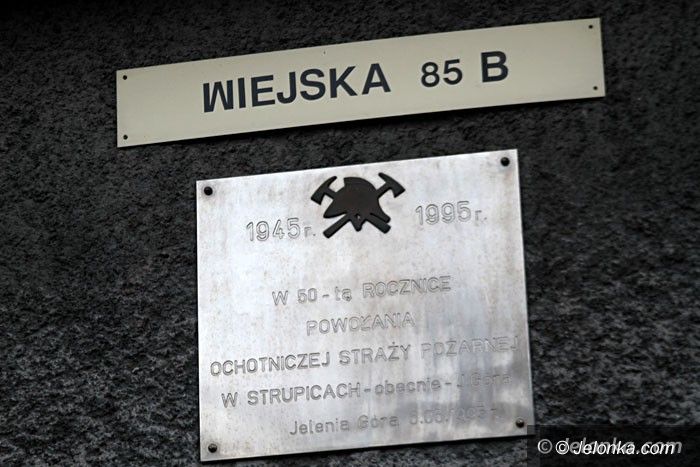 WIEJSKA 85 B
1945r. 1995r.
W 50-tą ROCZNICE
POWOŁANIA
OCHOTNICZEJ STRAŻY POŻARNEJ
W STRUPICACH-obecnie-J.Góra
Jelenia Góra
© Jelonka.com